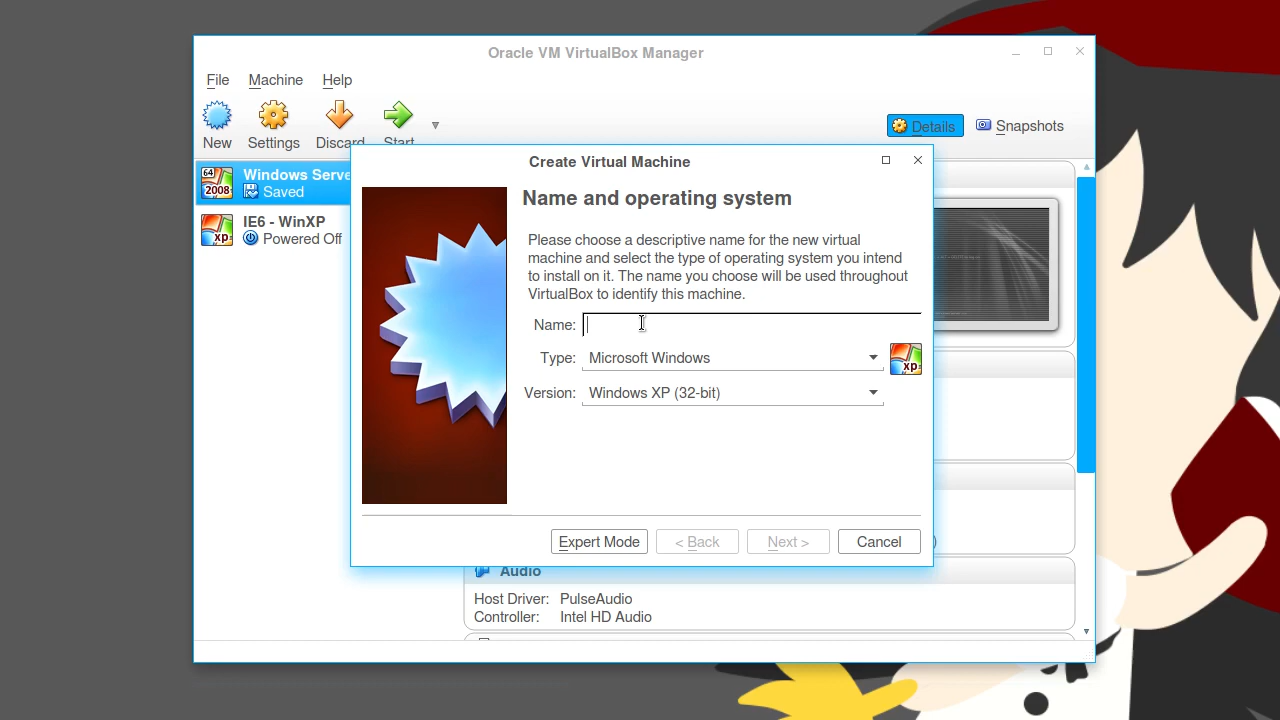 Oracle VM VirtualBox Manager
File Machine Help
New Settings Discard Start
Details Snapshots
64
2008
Windows Serve
Saved
xp
IE6 - WinXP
Powered Off
Create Virtual Machine
Name and operating system
Please choose a descriptive name for the new virtual
machine and select the type of operating system you intend
to install on it. The name you choose will be used throughout
VirtualBox to identify this machine.
Name:
Type: Microsoft Windows
xp
Version: Windows XP (32-bit)
Expert Mode < Back Next > Cancel
)
Audio
Host Driver: PulseAudio
Controller: Intel HD Audio